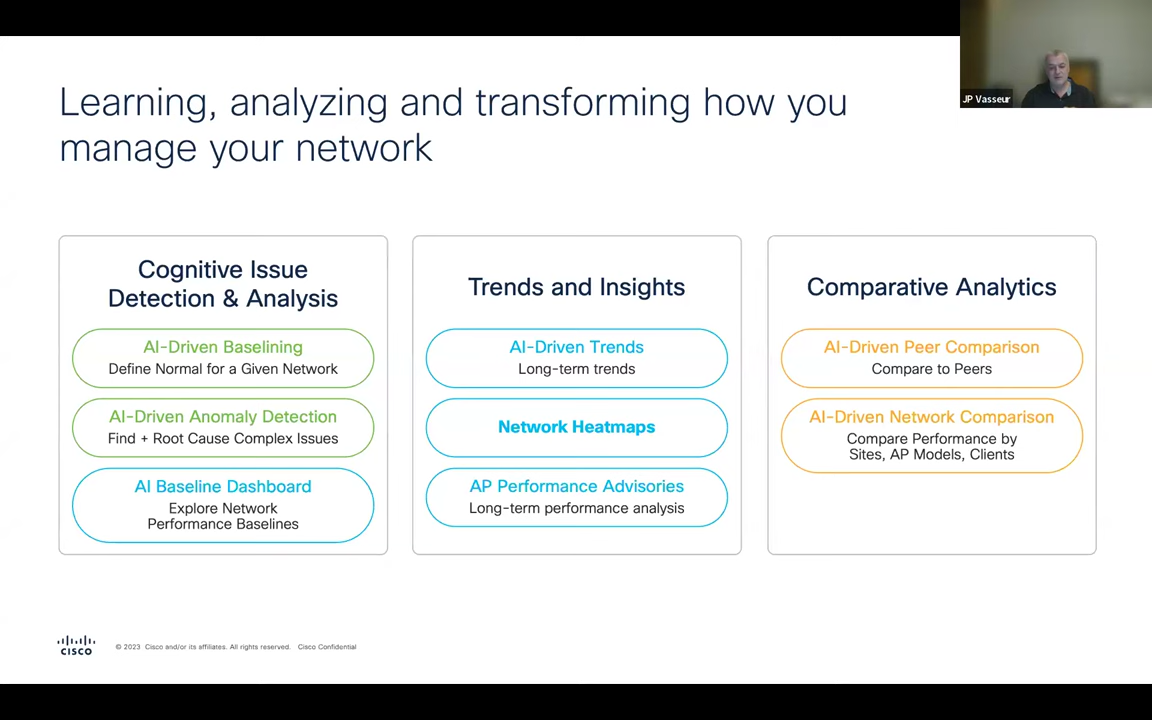 JP Vasseur
Learning, analyzing and transforming how you
manage your network
Cognitive Issue
Detection & Analysis
AI-Driven Baselining
Define Normal for a Given Network
AI-Driven Anomaly Detection
Find + Root Cause Complex Issues
AI Baseline Dashboard
Explore Network
Performance Baselines
Trends and Insights
AI-Driven Trends
Long-term trends
Network Heatmaps
AP Performance Advisories
Long-term performance analysis
Comparative Analytics
AI-Driven Peer Comparison
Compare to Peers
AI-Driven Network Comparison
Compare Performance by
Sites, AP Models, Clients
CISCO
© 2023 Cisco and/or its affiliates. All rights reserved. Cisco Confidential